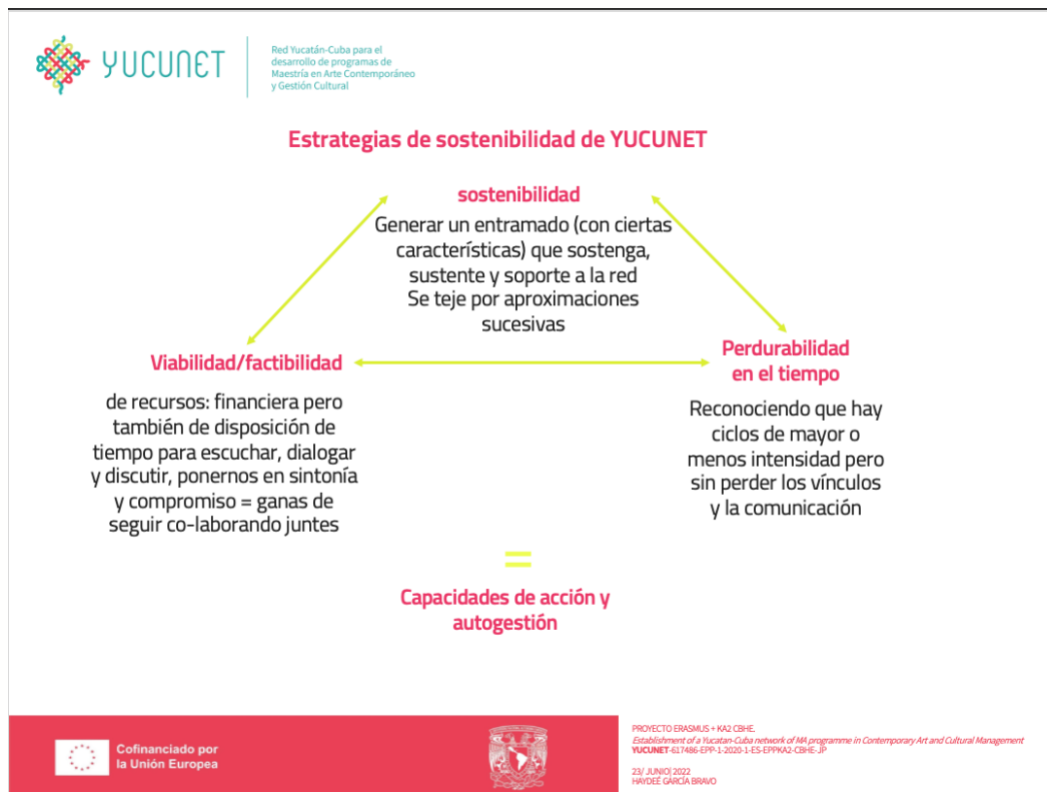 YUCUNET
Red Yucatán-Cuba para el
desarrollo de programas de
Maestría en Arte Contemporáneo
y Gestión Cultural
Estrategias de sostenibilidad de YUCUNET
sostenibilidad
Generar un entramado (con ciertas
características) que sostenga,
sustente y soporte a la red
Se teje por aproximaciones
sucesivas
Viabilidad/factibilidad
de recursos: financiera pero
también de disposición de
tiempo para escuchar, dialogar
y discutir, ponernos en sintonía
y compromiso = ganas de
seguir co-laborando juntes
Perdurabilidad
en el tiempo
Reconociendo que hay
ciclos de mayor o
menos intensidad pero
sin perder los vínculos
y la comunicación
=
Capacidades de acción y
autogestión
Cofinanciado por
la Unión Europea
PROYECTO ERASMUS + KA2 CBHE.
Establishment of a Yucatan-Cuba network of MA programme in Contemporary Art and Cultural Management
YUCUNET-617486-EPP-1-2020-1-ES-EPPKA2-CBHE-JP
23/ JUNIO| 2022
HAYDEÉ GARCÍA BRAVO